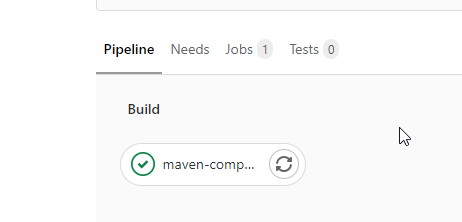 Pipeline Needs Jobs 1 Tests 0
Build
maven-comp...